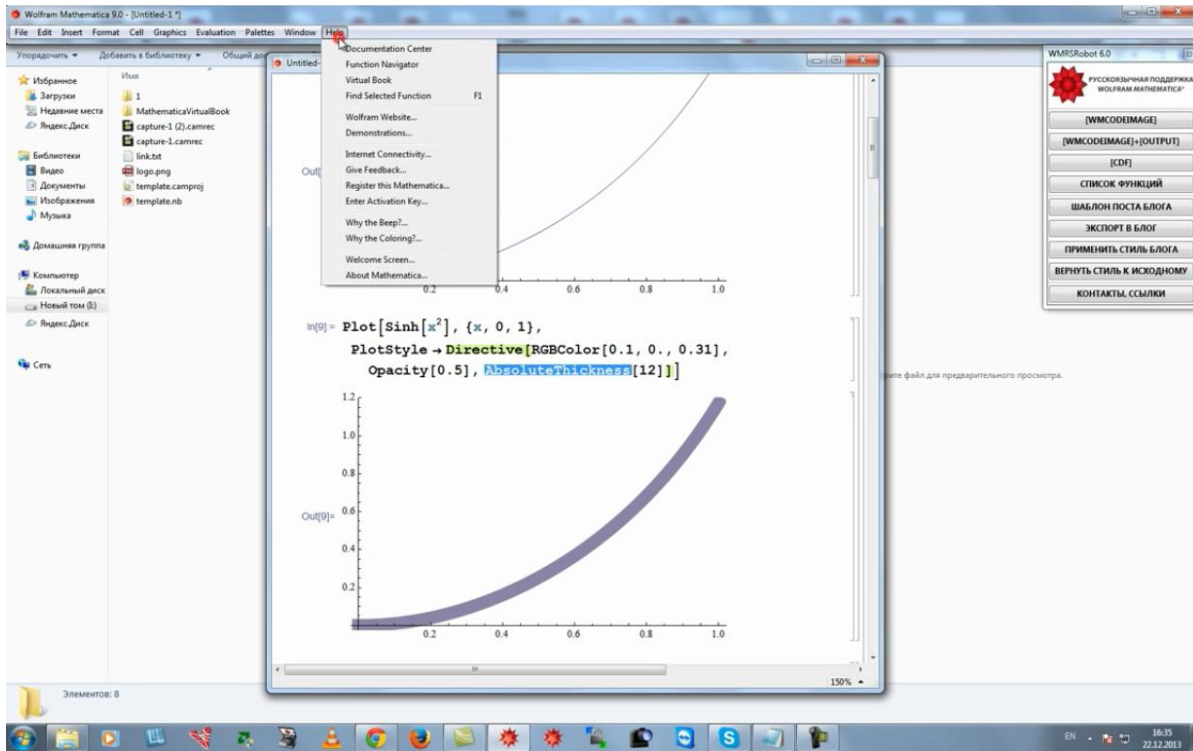 Wolfram Mathematica 9.0 - [Untitled-1 *]
File Edit Insert Format Cell Graphics Evaluation Palettes Window Help
Упорядочить Добавить в библиотеку Общий
Избранное
Загрузки
Недавние места
Яндекс.Диск
Библиотеки
Видео
Документы
Изображения
Музыка
Домашняя группа
Компьютер
Локальный диск
Новый том (I:)
Яндекс.Диск
Сеть
Имя
1
MathematicaVirtualBook
capture-1 (2).camrec
capture-1.camrec
link.txt
logo.png
template.camproj
template.nb
Documentation Center
Function Navigator
Virtual Book
Find Selected Function F1
Wolfram Website...
Demonstrations...
Internet Connectivity...
Give Feedback...
Register this Mathematica...
Enter Activation Key...
Why the Beep?...
Why the Coloring?...
Welcome Screen...
About Mathematica...
Untitled-
Out[
0.2 0.4 0.6 0.8 1.0
In[9]:= Plot[Sinh[x²], {x, 0, 1},
PlotStyle → Directive[RGBColor[0.1, 0., 0.31],
Opacity[0.5], AbsoluteThickness[12]]]
Out[9]=
1.2
1.0
0.8
0.6
0.4
0.2
0.2 0.4 0.6 0.8 1.0
150%
WMRSRobot 6.0
РУССКОЯЗЫЧНАЯ ПОДДЕРЖКА
WOLFRAM MATHEMATICA
[WMCODEIMAGE]
[WMCODEIMAGE]+[OUTPUT]
[CDF]
СПИСОК ФУНКЦИЙ
ШАБЛОН ПОСТА БЛОГА
ЭКСПОРТ В БЛОГ
ПРИМЕНИТЬ СТИЛЬ БЛОГА
ВЕРНУТЬ СТИЛЬ К ИСХОДНОМУ
КОНТАКТЫ, ССЫЛКИ
файл для предварительного просмотра.
Элементов: 8
EN
16:35
22.12.2013